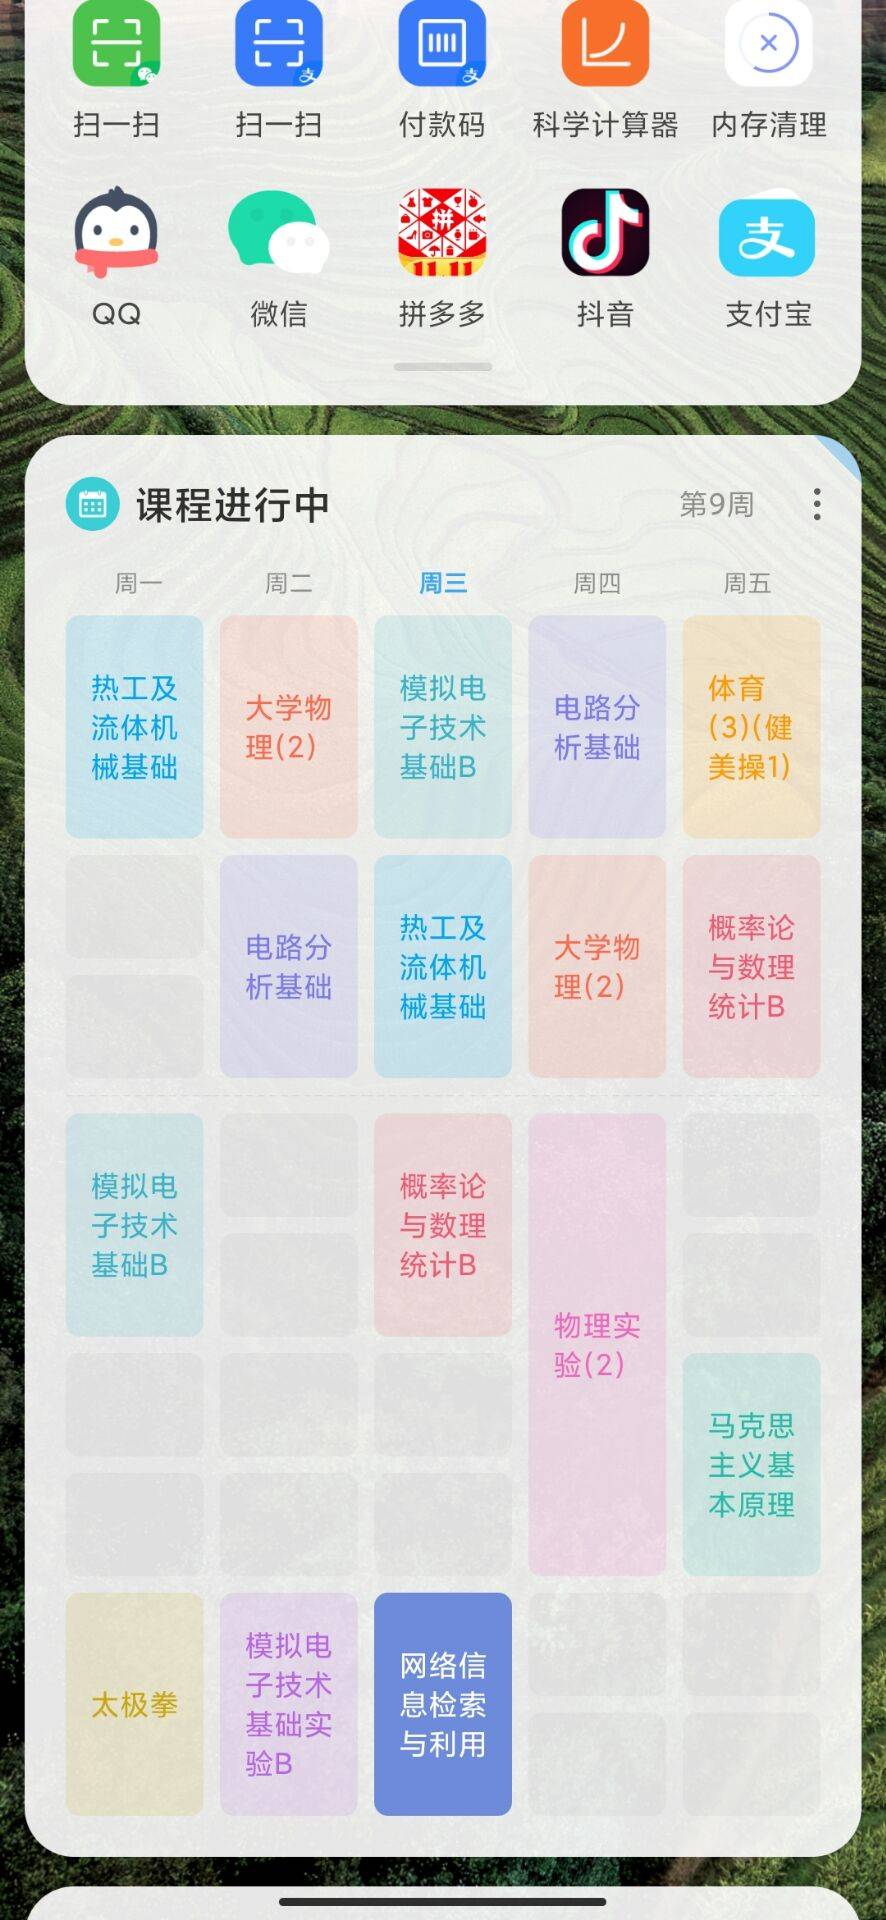 扫一扫
扫一扫
付款码
科学计算器
内存清理
支
支
拼
支
QQ
微信
拼多多
抖音
支付宝
课程进行中
第9周
周一
周二
周三
周四
周五
热工及
流体机
械基础
大学物
理(2)
模拟电
子技术
基础B
电路分
析基础
体育
(3)(健
美操1)
电路分
析基础
热工及
流体机
械基础
大学物
理(2)
概率论
与数理
统计B
模拟电
子技术
基础B
概率论
与数理
统计B
物理实
验(2)
马克思
主义基
本原理
太极拳
模拟电
子技术
基础实
验B
网络信
息检索
与利用